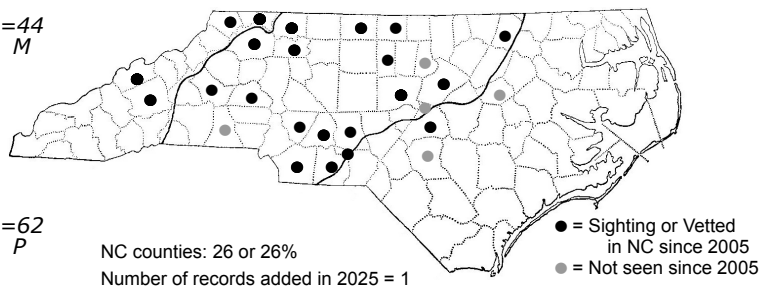 =44
M
=62
P
NC counties: 26 or 26%
Number of records added in 2025 = 1
● = Sighting or Vetted
in NC since 2005
● = Not seen since 2005